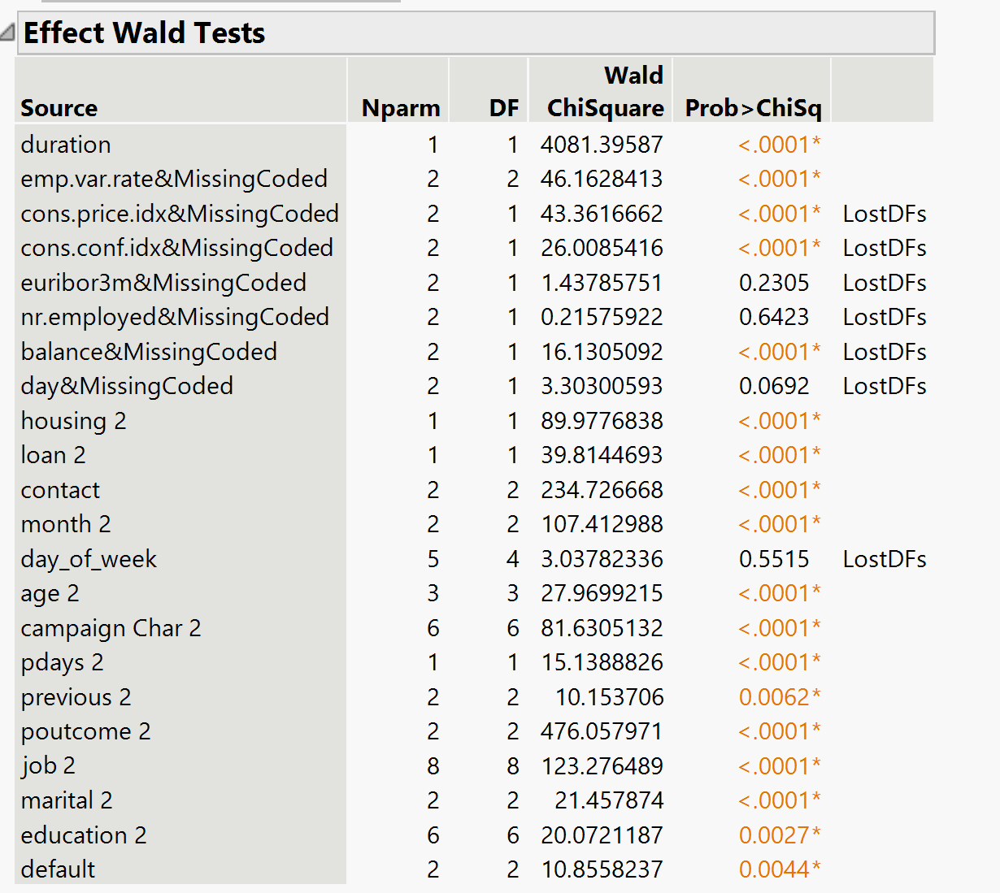 Effect Wald Tests
Wald
Source Nparm DF ChiSquare Prob>ChiSq
duration 1 1 4081.39587 <.0001*
emp.var.rate&MissingCoded 2 2 46.1628413 <.0001*
cons.price.idx&MissingCoded 2 1 43.3616662 <.0001* LostDFs
cons.conf.idx&MissingCoded 2 1 26.0085416 <.0001* LostDFs
euribor3m&MissingCoded 2 1 1.43785751 0.2305 LostDFs
nr.employed&MissingCoded 2 1 0.21575922 0.6423 LostDFs
balance&MissingCoded 2 1 16.1305092 <.0001* LostDFs
day&MissingCoded 2 1 3.30300593 0.0692 LostDFs
housing 2 1 1 89.9776838 <.0001*
loan 2 1 1 39.8144693 <.0001*
contact 2 2 234.726668 <.0001*
month 2 2 2 107.412988 <.0001*
day_of_week 5 4 3.03782336 0.5515 LostDFs
age 2 3 3 27.9699215 <.0001*
campaign Char 2 6 6 81.6305132 <.0001*
pdays 2 1 1 15.1388826 <.0001*
previous 2 2 2 10.153706 0.0062*
poutcome 2 2 2 476.057971 <.0001*
job 2 8 8 123.276489 <.0001*
marital 2 2 2 21.457874 <.0001*
education 2 6 6 20.0721187 0.0027*
default 2 2 10.8558237 0.0044*